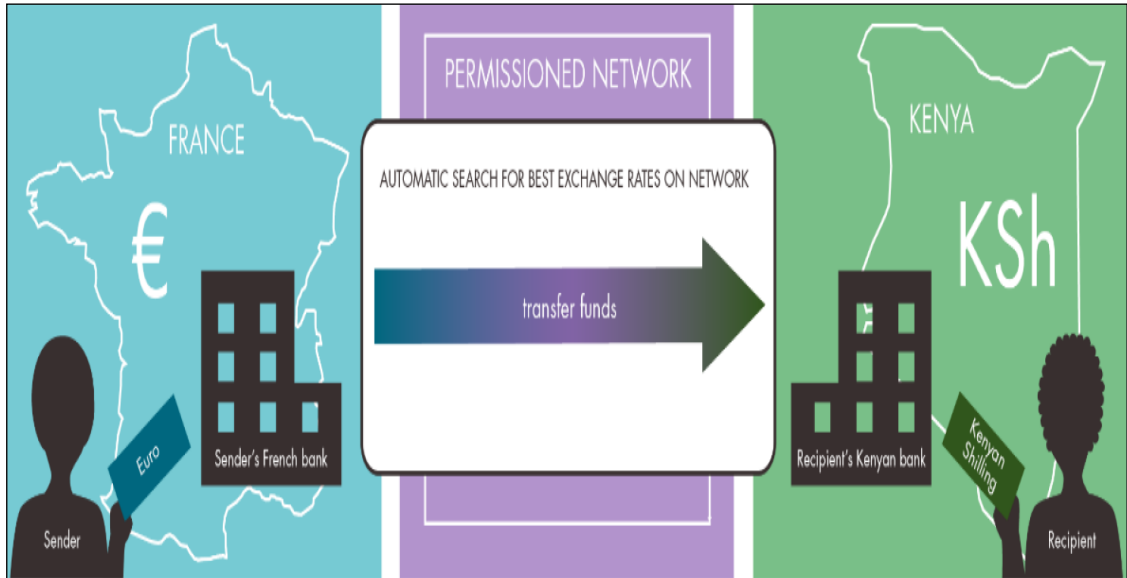 FRANCE
€
Euro
Sender's French bank
Sender
PERMISSIONED NETWORK
AUTOMATIC SEARCH FOR BEST EXCHANGE RATES ON NETWORK
transfer funds
KENYA
KSh
Recipient's Kenyan bank
Kenyan
Shilling
Recipient